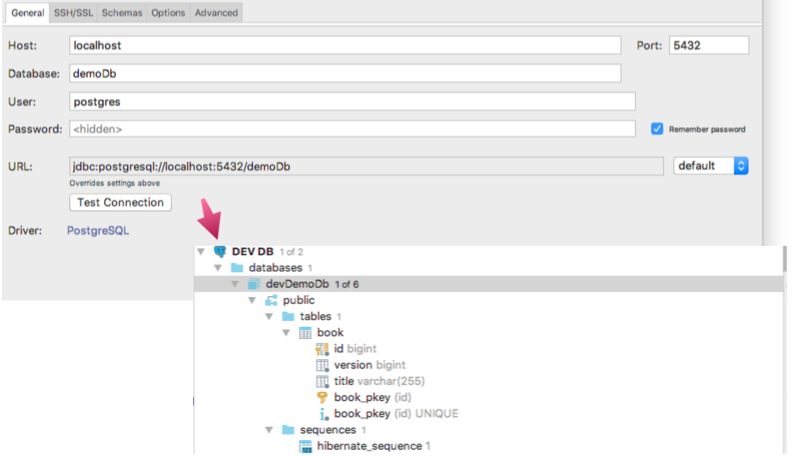 General SSH/SSL Schemas Options Advanced
Host: localhost Port: 5432
Database: demoDb
User: postgres
Password: <hidden> Remember password
URL: jdbc:postgresql://localhost:5432/demoDb default
Overrides settings above
Test Connection
Driver: PostgreSQL
DEV DB 1 of 2
databases 1
devDemoDb 1 of 6
public
tables 1
book
id bigint
version bigint
title varchar(255)
book_pkey (id)
book_pkey (id) UNIQUE
sequences 1
hibernate_sequence 1